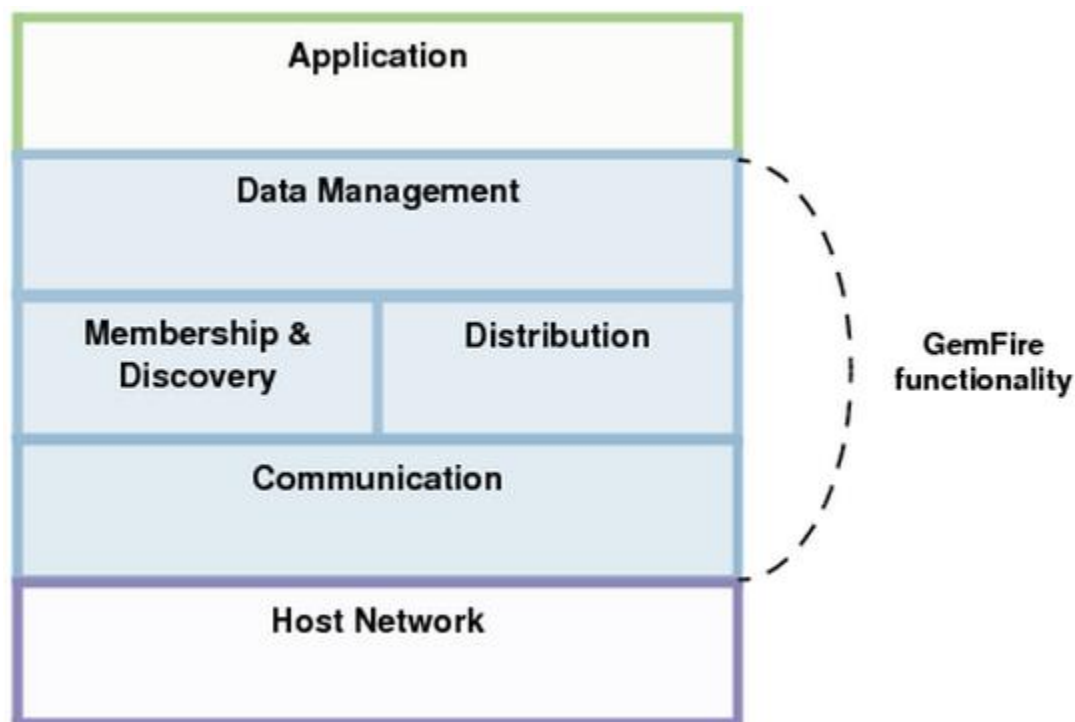 Application
Data Management
Membership &
Discovery
Distribution
GemFire
functionality
Communication
Host Network